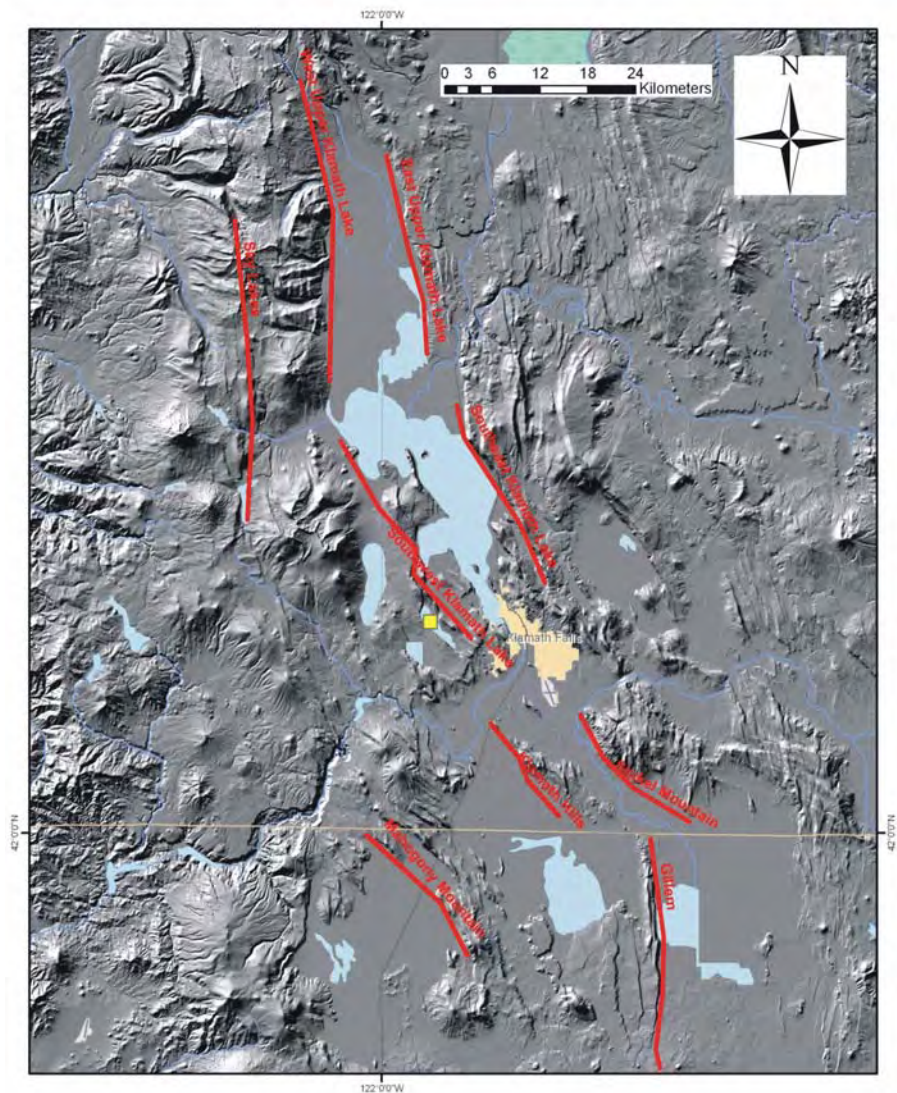 122°0'0"W
N
0 3 6 12 18 24
Kilometers
West Upper Klamath Lake
East Upper Klamath Lake
Sky Lakes
Southeast Klamath Lake
Southwest Klamath Lake
Klamath Falls
Klamath Hills
Stukel Mountain
42°0'0"N
42°0'0"N
Mahogony Mountain
Gillem
122°0'0"W